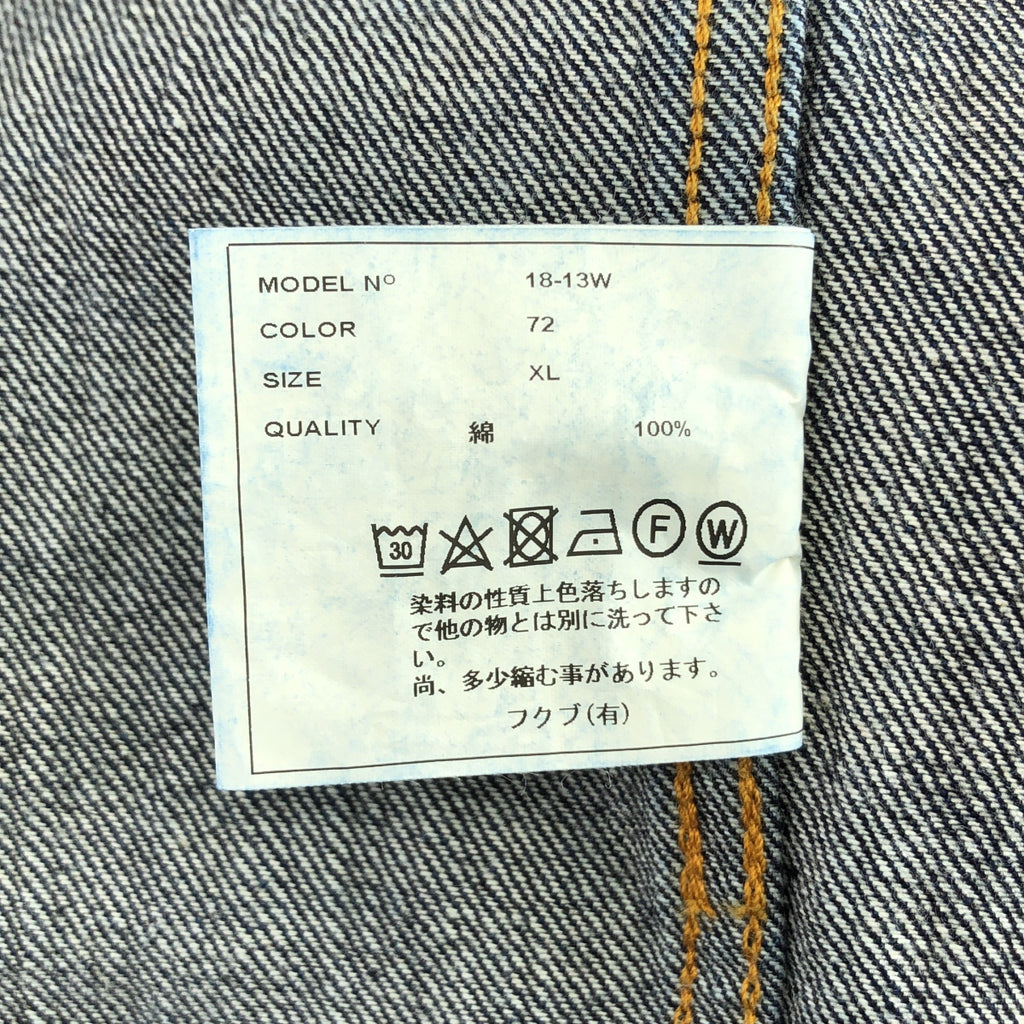 MODEL Nº 18-13W
COLOR 72
SIZE XL
QUALITY 綿 100%
30 F W
染料の性質上色落ちしますの
で他の物とは別に洗って下さ
い。
尚、多少縮む事があります。
フクブ(有)